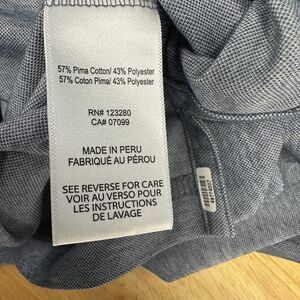 57% Pima Cotton/ 43% Polyester
57% Coton Pima/ 43% Polyester
RN# 123280
CA# 07099
MADE IN PERU
FABRIQUÉ AU PÉROU
SEE REVERSE FOR CARE
VOIR AU VERSO POUR
LES INSTRUCTIONS
DE LAVAGE